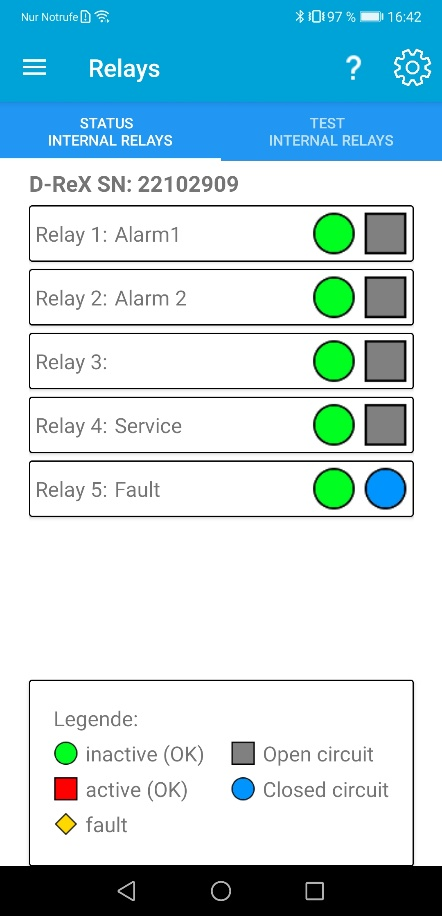 Nur Notrufe 97 % 16:42
Relays ?
STATUS
INTERNAL RELAYS
TEST
INTERNAL RELAYS
D-ReX SN: 22102909
Relay 1: Alarm1
Relay 2: Alarm 2
Relay 3:
Relay 4: Service
Relay 5: Fault
Legende:
inactive (OK) Open circuit
active (OK) Closed circuit
fault